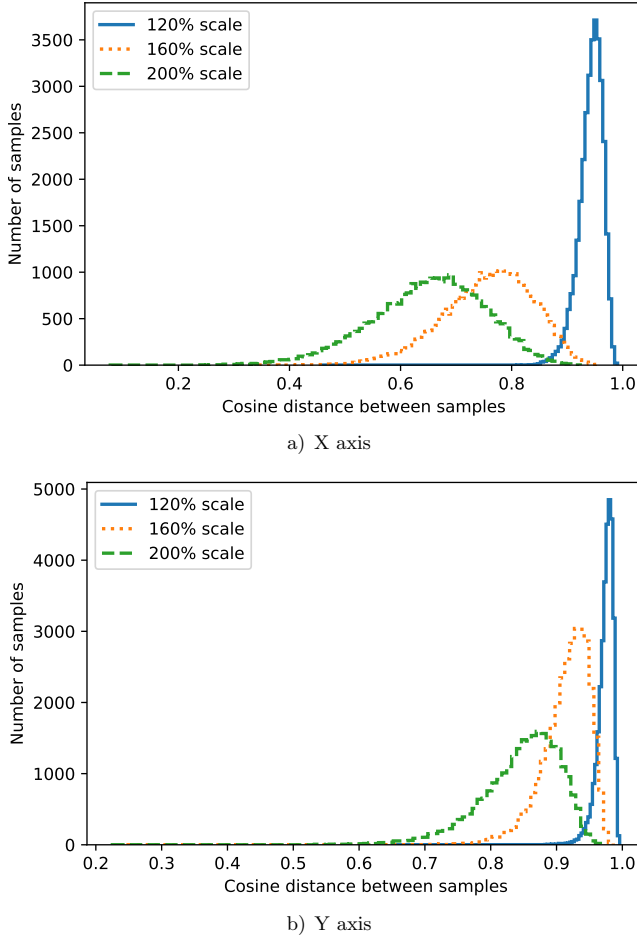 120% scale
160% scale
200% scale
3500
3000
2500
2000
1500
1000
500
0
Number of samples
0.2 0.4 0.6 0.8 1.0
Cosine distance between samples
a) X axis
120% scale
160% scale
200% scale
5000
4000
3000
2000
1000
0
Number of samples
0.2 0.3 0.4 0.5 0.6 0.7 0.8 0.9 1.0
Cosine distance between samples
b) Y axis